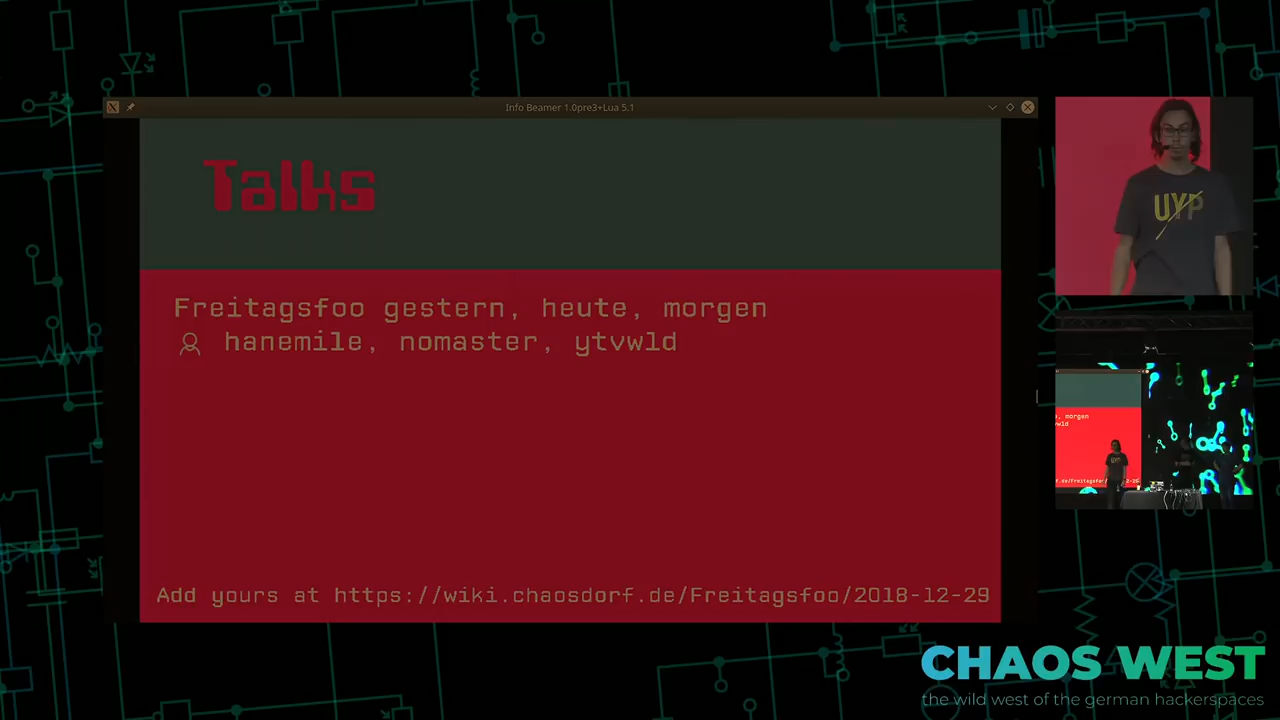 Info Beamer 1.0pre3+Lua 5.1
Talks
Freitagsfoo gestern, heute, morgen
hanemile, nomaster, ytvwld
Add yours at https://wiki.chaosdorf.de/Freitagsfoo/2018-12-29
UYP
, morgen
CHAOS WEST
the wild west of the german hackerspaces